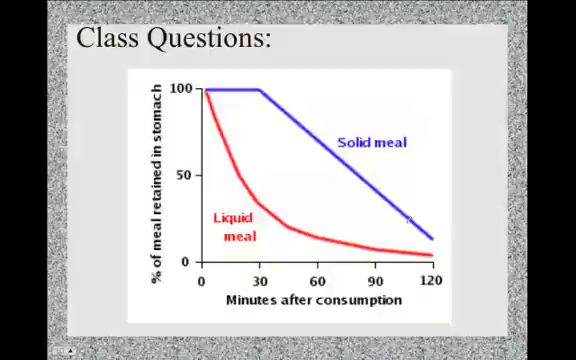 Class Questions:
% of meal retained in stomach
100
50
0
Solid meal
Liquid
meal
0 30 60 90 120
Minutes after consumption